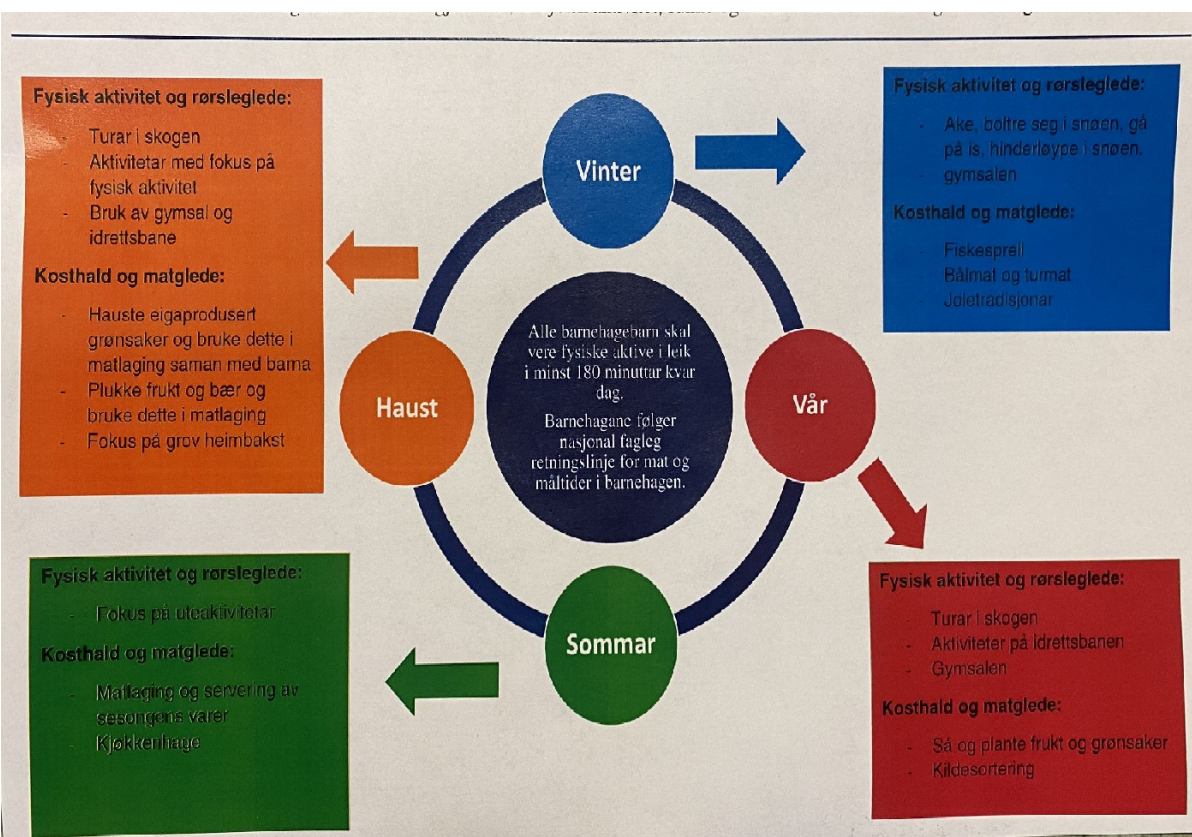 Fysisk aktivitet og rørsleglede:
- Turar i skogen
- Aktivitetar med fokus på
fysisk aktivitet
- Bruk av gymsal og
idrettsbane
Kosthald og matglede:
- Hauste eigaprodusert
grønsaker og bruke dette i
matlaging saman med barna
- Plukke frukt og bær og
bruke dette i matlaging
- Fokus på grov heimbakst
Vinter
Fysisk aktivitet og rørsleglede:
- Ake, boltre seg i snøen, gå
på is, hinderløype i snøen.
- gymsalen
Kosthald og matglede:
- Fiskesprell
- Bålmat og turmat
- Joletradisjonar
Haust
Alle barnehagebarn skal
vere fysiske aktive i leik
i minst 180 minuttar kvar
dag.
Barnehagane følger
nasjonal fagleg
retningslinje for mat og
måltider i barnehagen.
Vår
Fysisk aktivitet og rørsleglede:
- Fokus på uteaktivitetar
Kosthald og matglede:
- Matlaging og servering av
sesongens varer
- Kjøkkenhage
Sommar
Fysisk aktivitet og rørsleglede:
- Turar i skogen
- Aktiviteter på idrettsbanen
- Gymsalen
Kosthald og matglede:
- Så og plante frukt og grønsaker
- Kildesortering